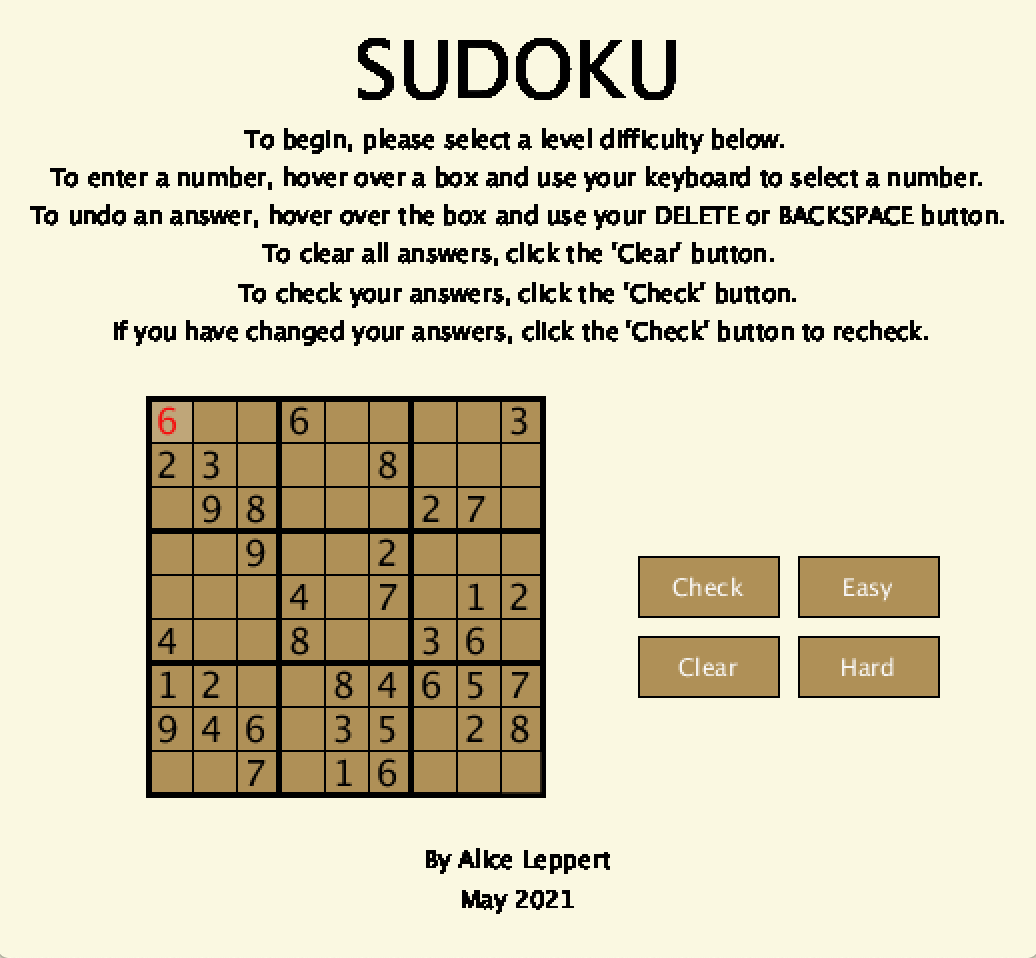 SUDOKU
To begin, please select a level difficulty below.
To enter a number, hover over a box and use your keyboard to select a number.
To undo an answer, hover over the box and use your DELETE or BACKSPACE button.
To clear all answers, click the 'Clear' button.
To check your answers, click the 'Check' button.
If you have changed your answers, click the 'Check' button to recheck.
6 6 3
2 3 8
9 8 2 7
9 2
4 7 1 2
4 8 3 6
1 2 8 4 6 5 7
9 4 6 3 5 2 8
7 1 6
Check Easy
Clear Hard
By Alice Leppert
May 2021